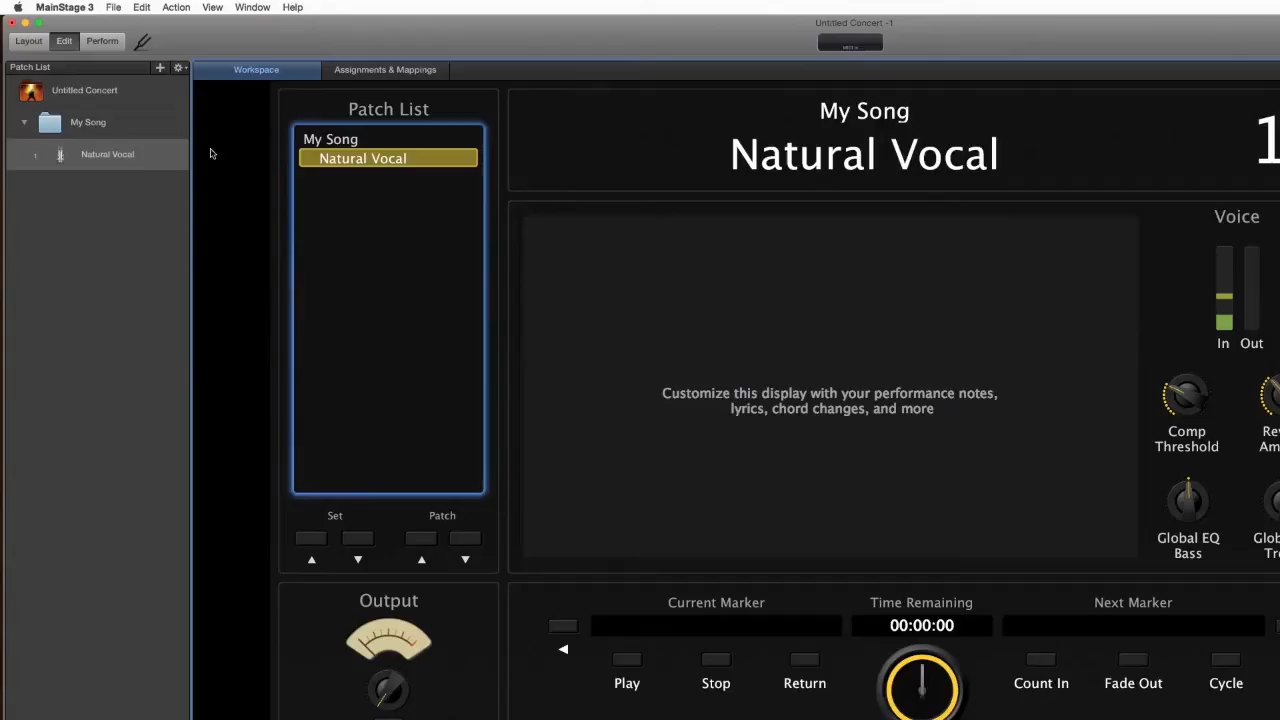 MainStage 3 File Edit Action View Window Help
Untitled Concert -1
Layout Edit Perform
Patch List
Workspace Assignments & Mappings
Untitled Concert
My Song
1 Natural Vocal
Patch List
My Song
Natural Vocal
Set Patch
My Song
Natural Vocal
1
Customize this display with your performance notes,
lyrics, chord changes, and more
Voice
In Out
Comp
Threshold
Global EQ
Bass
Output
Current Marker Time Remaining Next Marker
00:00:00
Play Stop Return Count In Fade Out Cycle